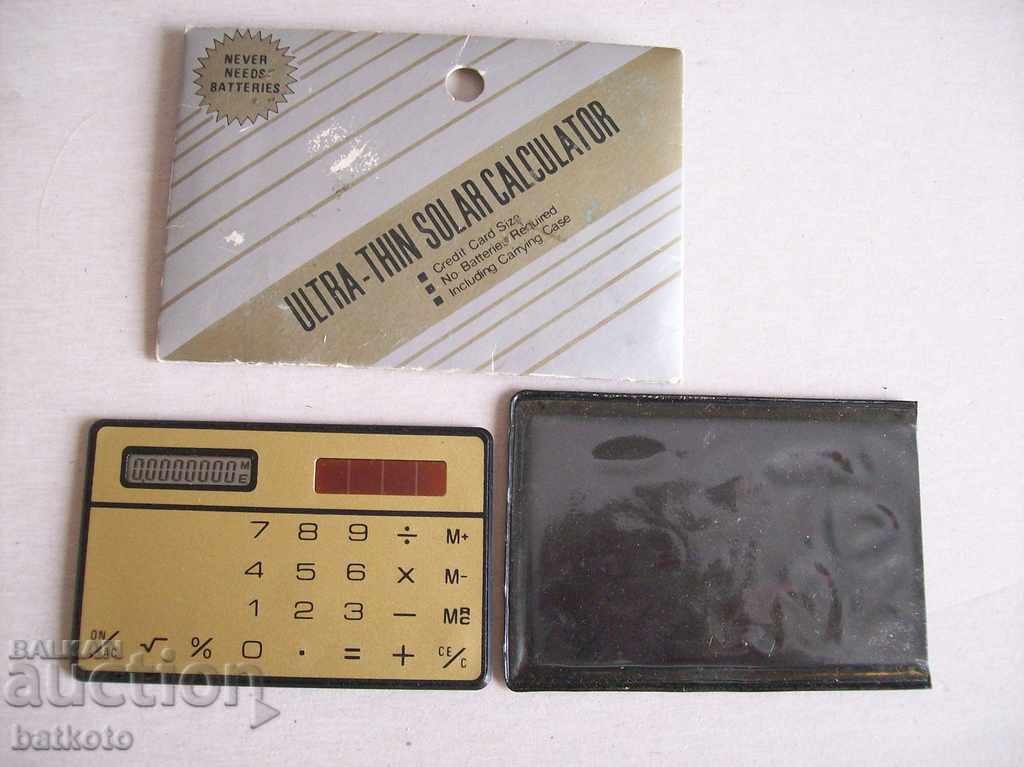 NEVER
NEEDS
BATTERIES
ULTRA-THIN SOLAR CALCULATOR
Credit Card Size
No Batteries Required
Including Carrying Case
0.0000000 M
E
7 8 9 ÷ M+
4 5 6 × M-
1 2 3 − MRC
ON/AC √ % 0 . = + CE/C
BALKAN
auction
batkoto